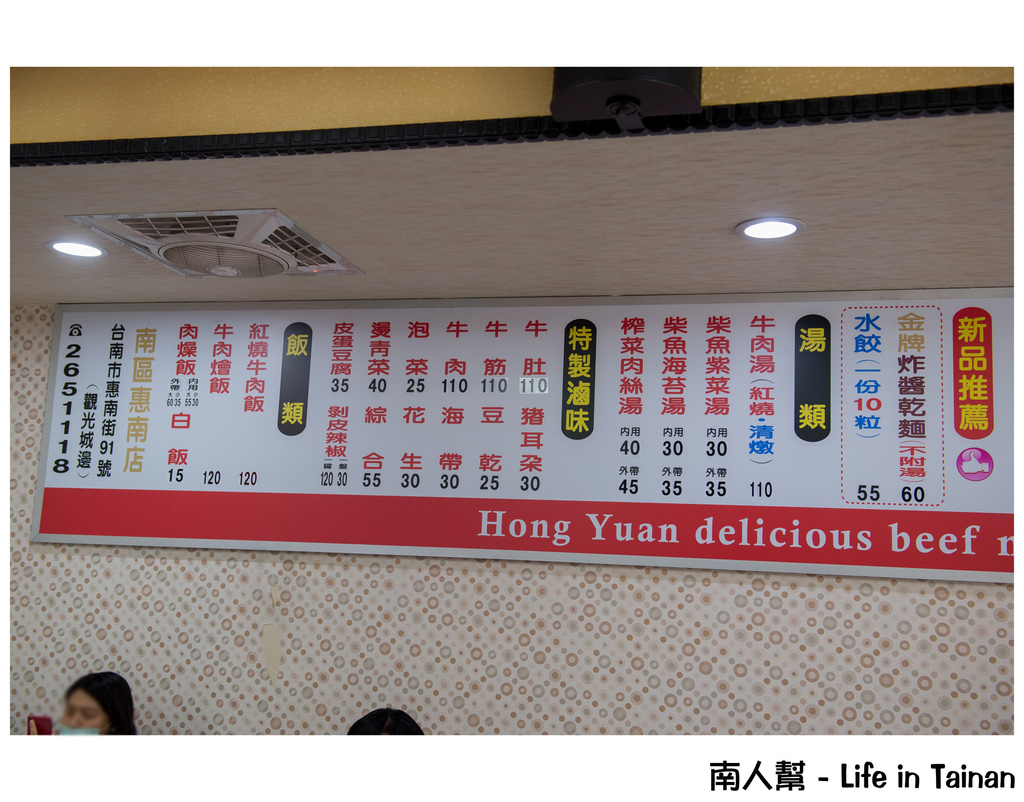 新品推薦
金牌炸醬乾麵(不附湯) 60
水餃(一份10粒) 55
湯類
牛肉湯(紅燒·清燉) 110
柴魚紫菜湯 內用 30 外帶 35
柴魚海苔湯 內用 30 外帶 35
榨菜肉絲湯 內用 40 外帶 45
特製滷味
牛肚 110
豬耳朶 30
牛筋 110
豆乾 25
牛肉 110
海帶 30
泡菜 25
花生 30
燙青菜 40
綜合 55
皮蛋豆腐 35
剝皮辣椒 一罐 120 一盤 30
飯類
紅燒牛肉飯 120
牛肉燴飯 120
肉燥飯 內用 大 55 小 30 外帶 大 60 小 35
白飯 15
南區惠南店
台南市惠南街91號(觀光城邊)
☎2651118
Hong Yuan delicious beef n
南人幫 - Life in Tainan